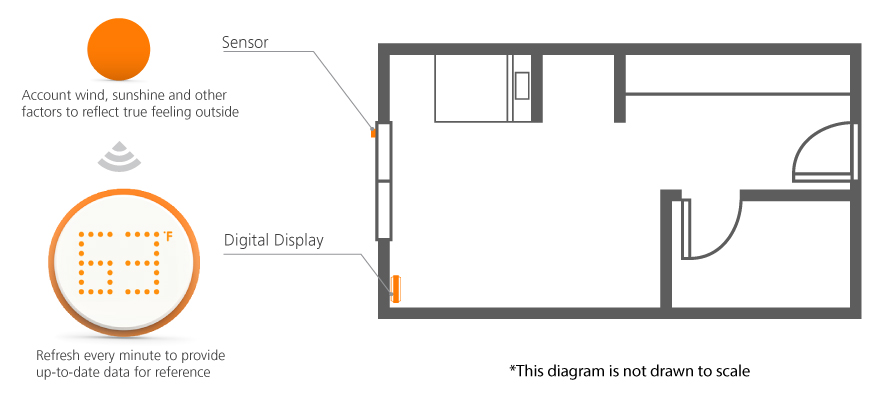 Sensor
Account wind, sunshine and other
factors to reflect true feeling outside
63 °F
Digital Display
Refresh every minute to provide
up-to-date data for reference
*This diagram is not drawn to scale